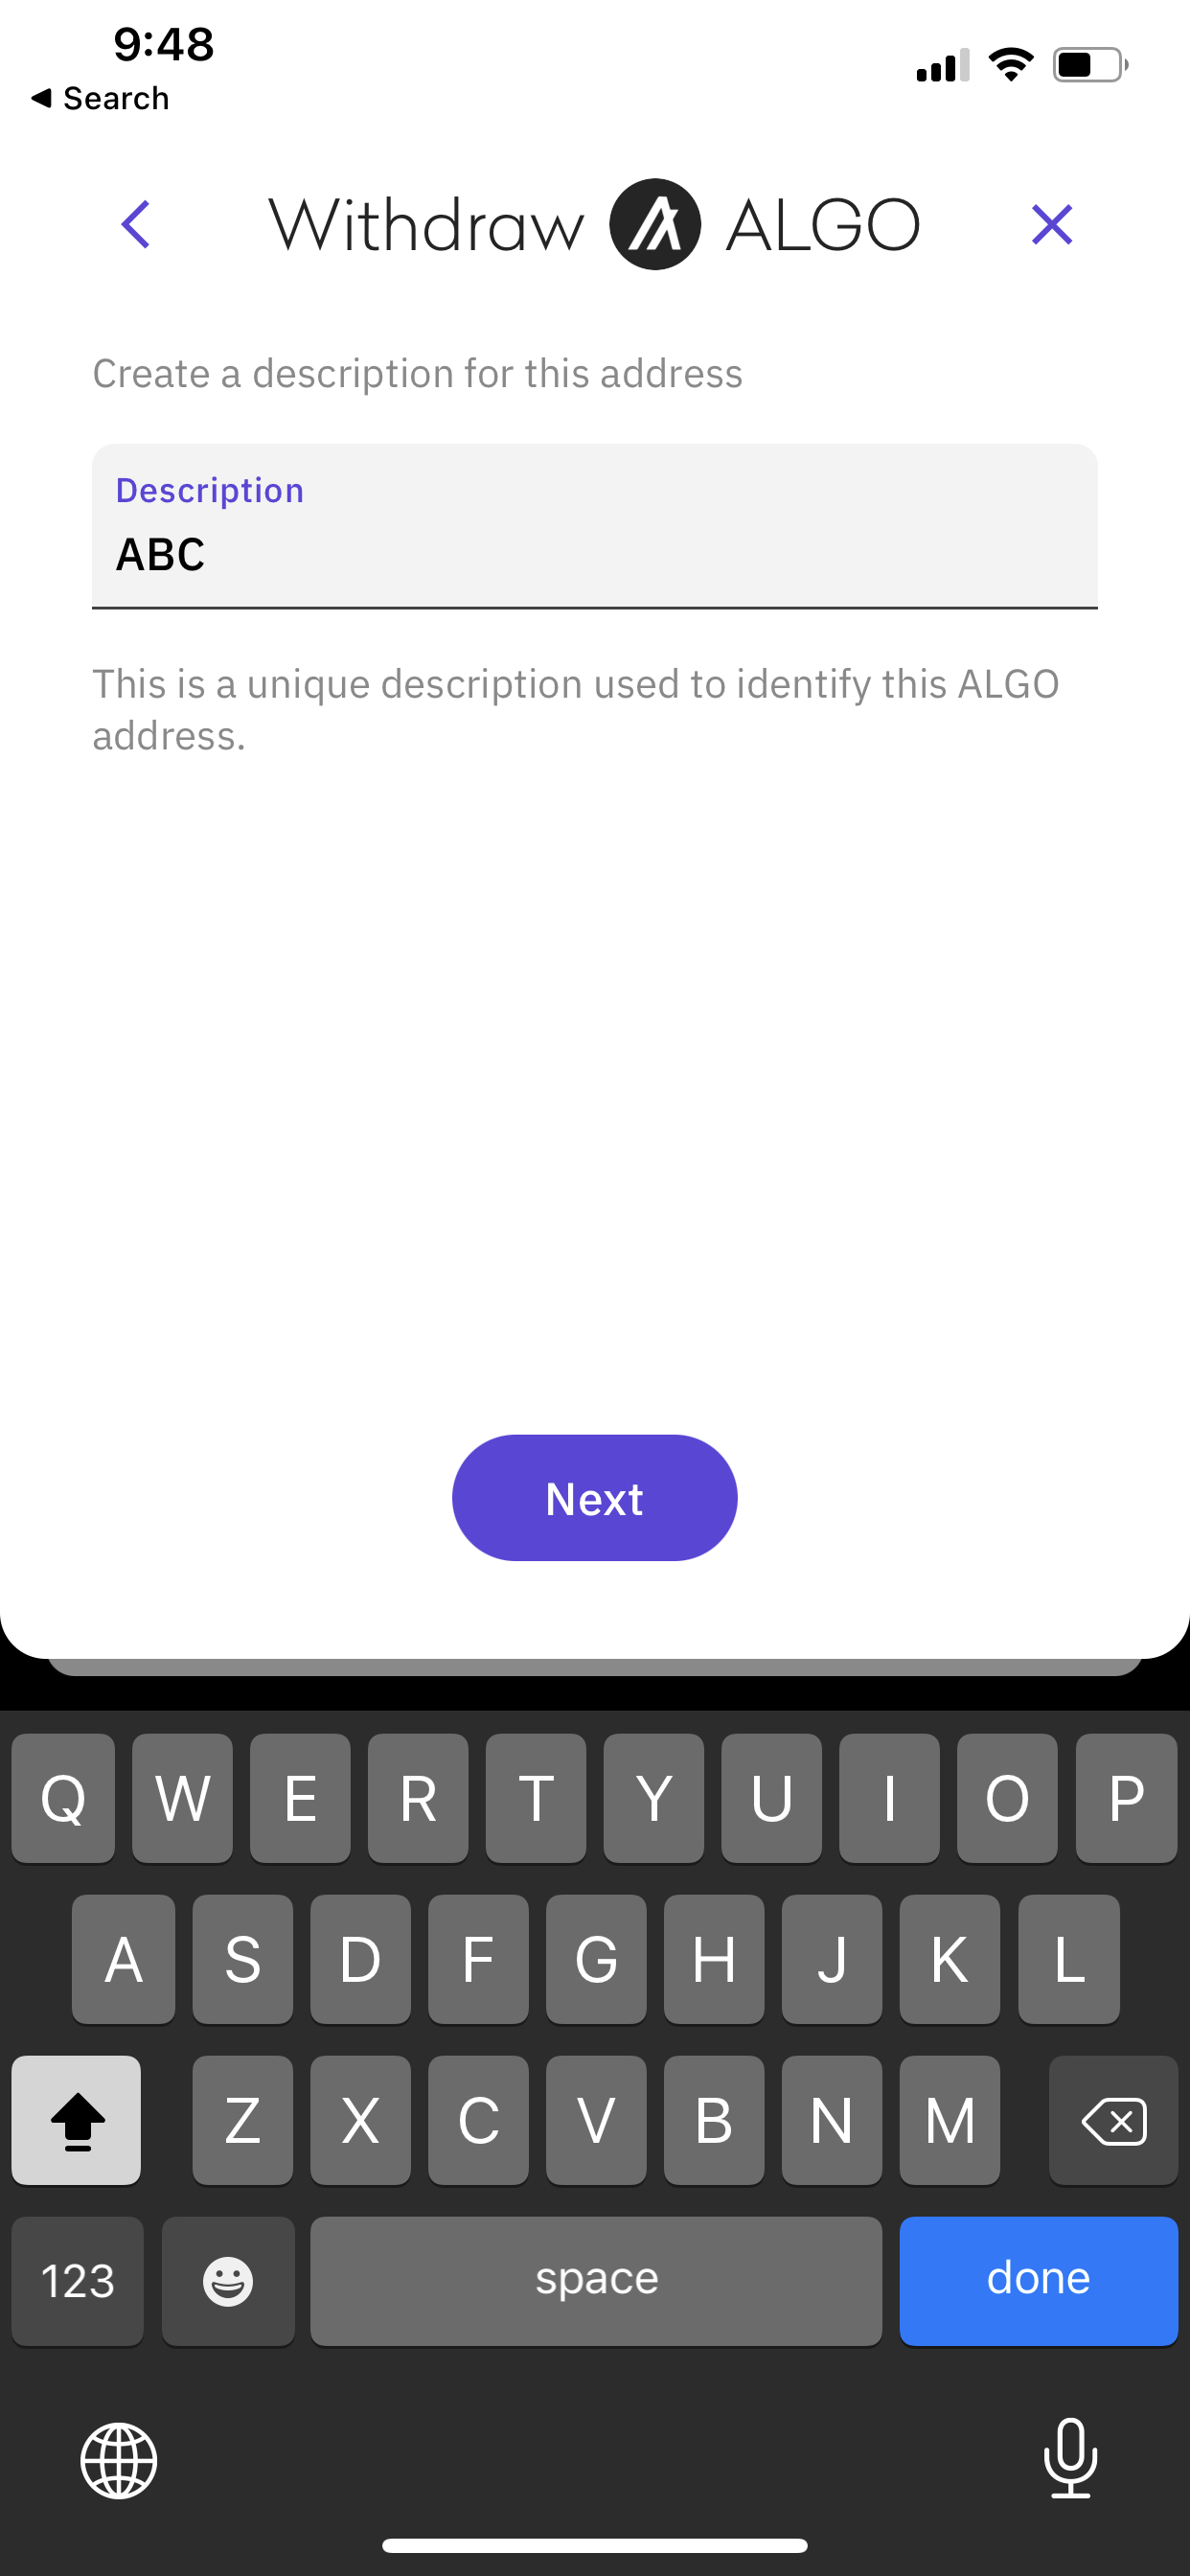 9:48
Search
Withdraw ALGO
Create a description for this address
Description
ABC
This is a unique description used to identify this ALGO
address.
Next
Q W E R T Y U I O P
A S D F G H J K L
Z X C V B N M
123 space done